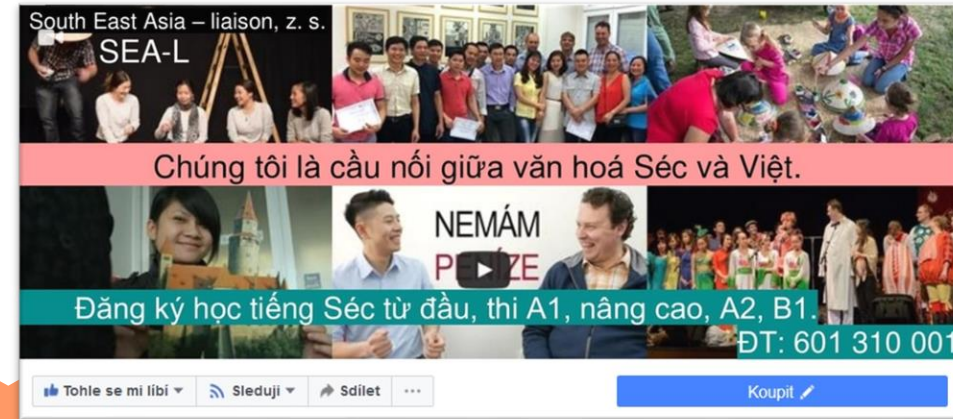 South East Asia – liaison, z. s.
SEA-L
Chúng tôi là cầu nối giữa văn hoá Séc và Việt.
NEMÁM
PENÍZE
Đăng ký học tiếng Séc từ đầu, thi A1, nâng cao, A2, B1.
ĐT: 601 310 001
Tohle se mi líbí
Sleduji
Sdílet
Koupit